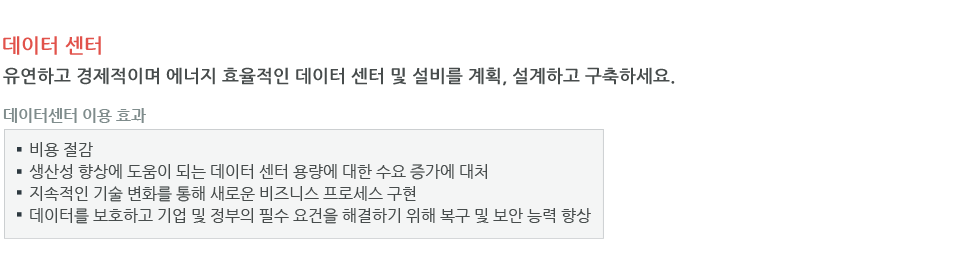 데이터 센터
유연하고 경제적이며 에너지 효율적인 데이터 센터 및 설비를 계획, 설계하고 구축하세요.
데이터센터 이용 효과
▪ 비용 절감
▪ 생산성 향상에 도움이 되는 데이터 센터 용량에 대한 수요 증가에 대처
▪ 지속적인 기술 변화를 통해 새로운 비즈니스 프로세스 구현
▪ 데이터를 보호하고 기업 및 정부의 필수 요건을 해결하기 위해 복구 및 보안 능력 향상